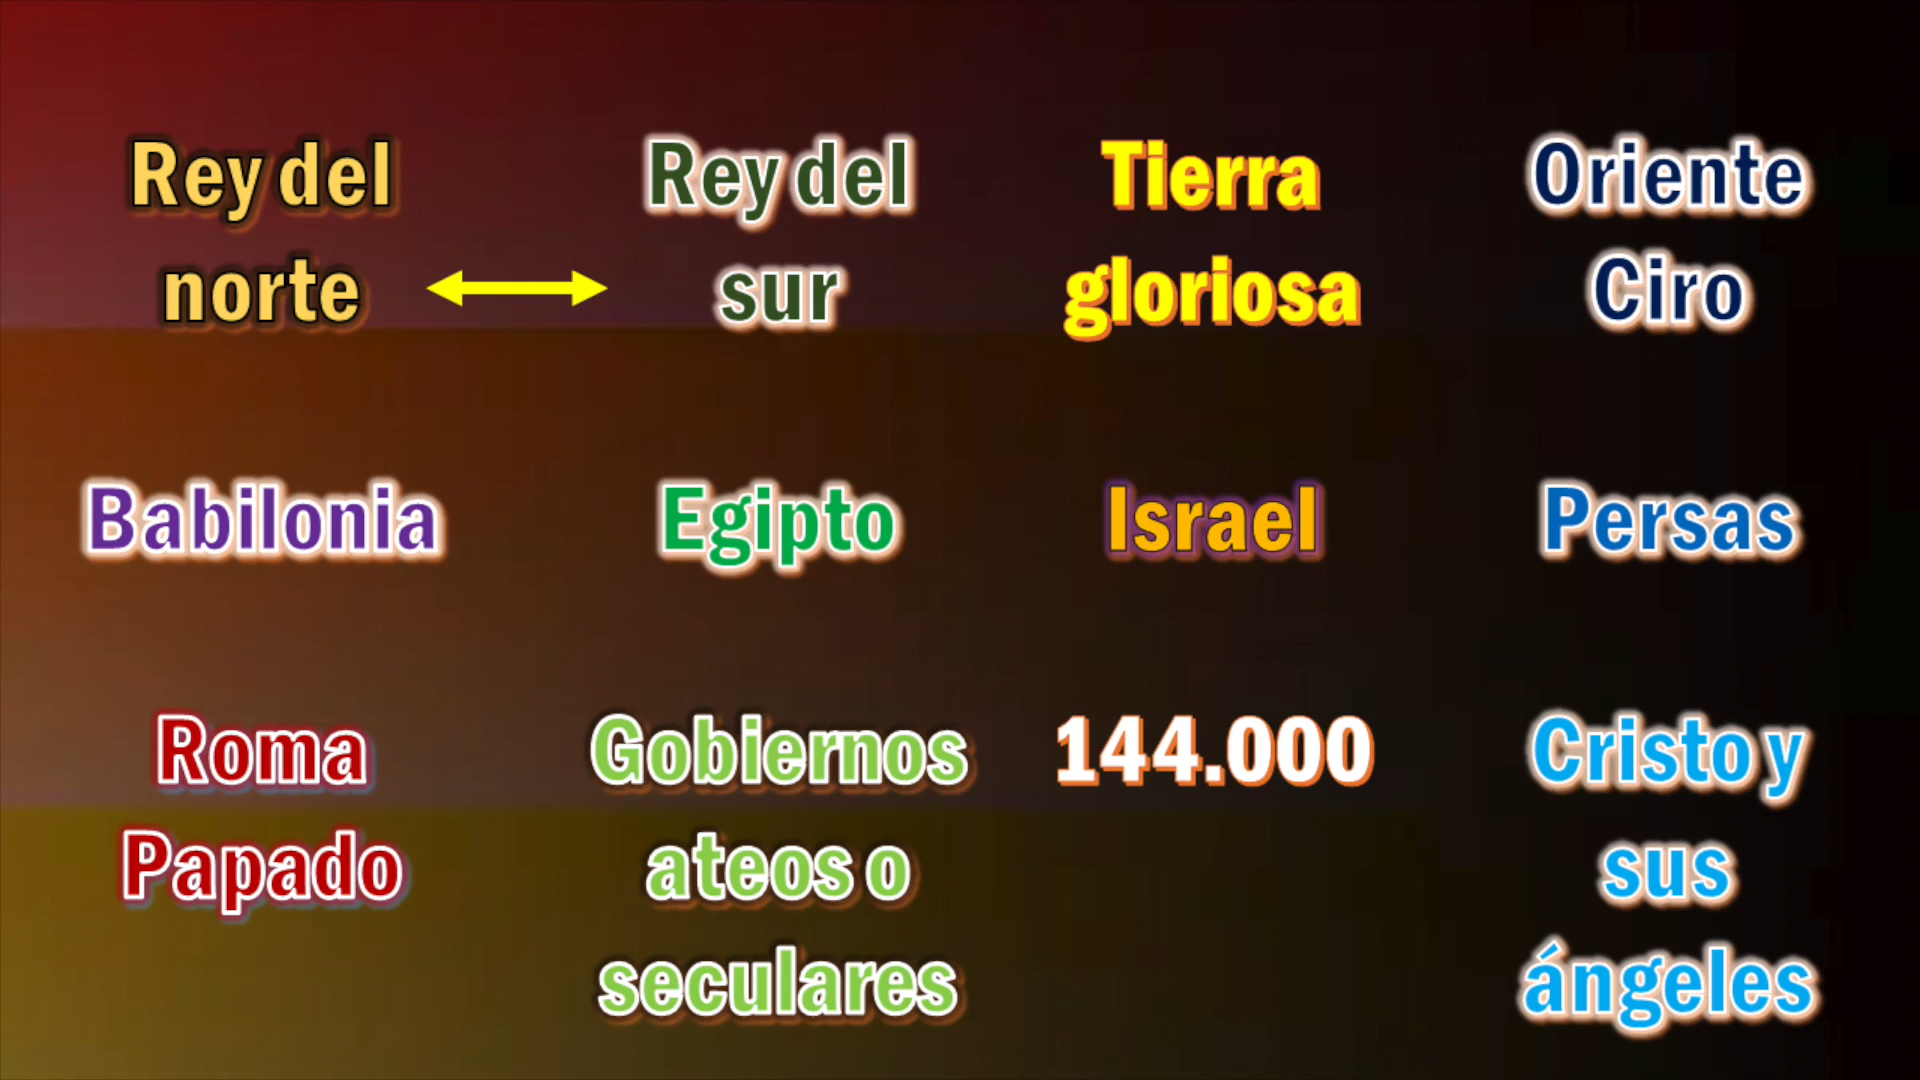 Rey del
norte
Rey del
sur
Tierra
gloriosa
Oriente
Ciro
Babilonia
Egipto
Israel
Persas
Roma
Papado
Gobiernos
ateos o
seculares
144.000
Cristo y
sus
ángeles